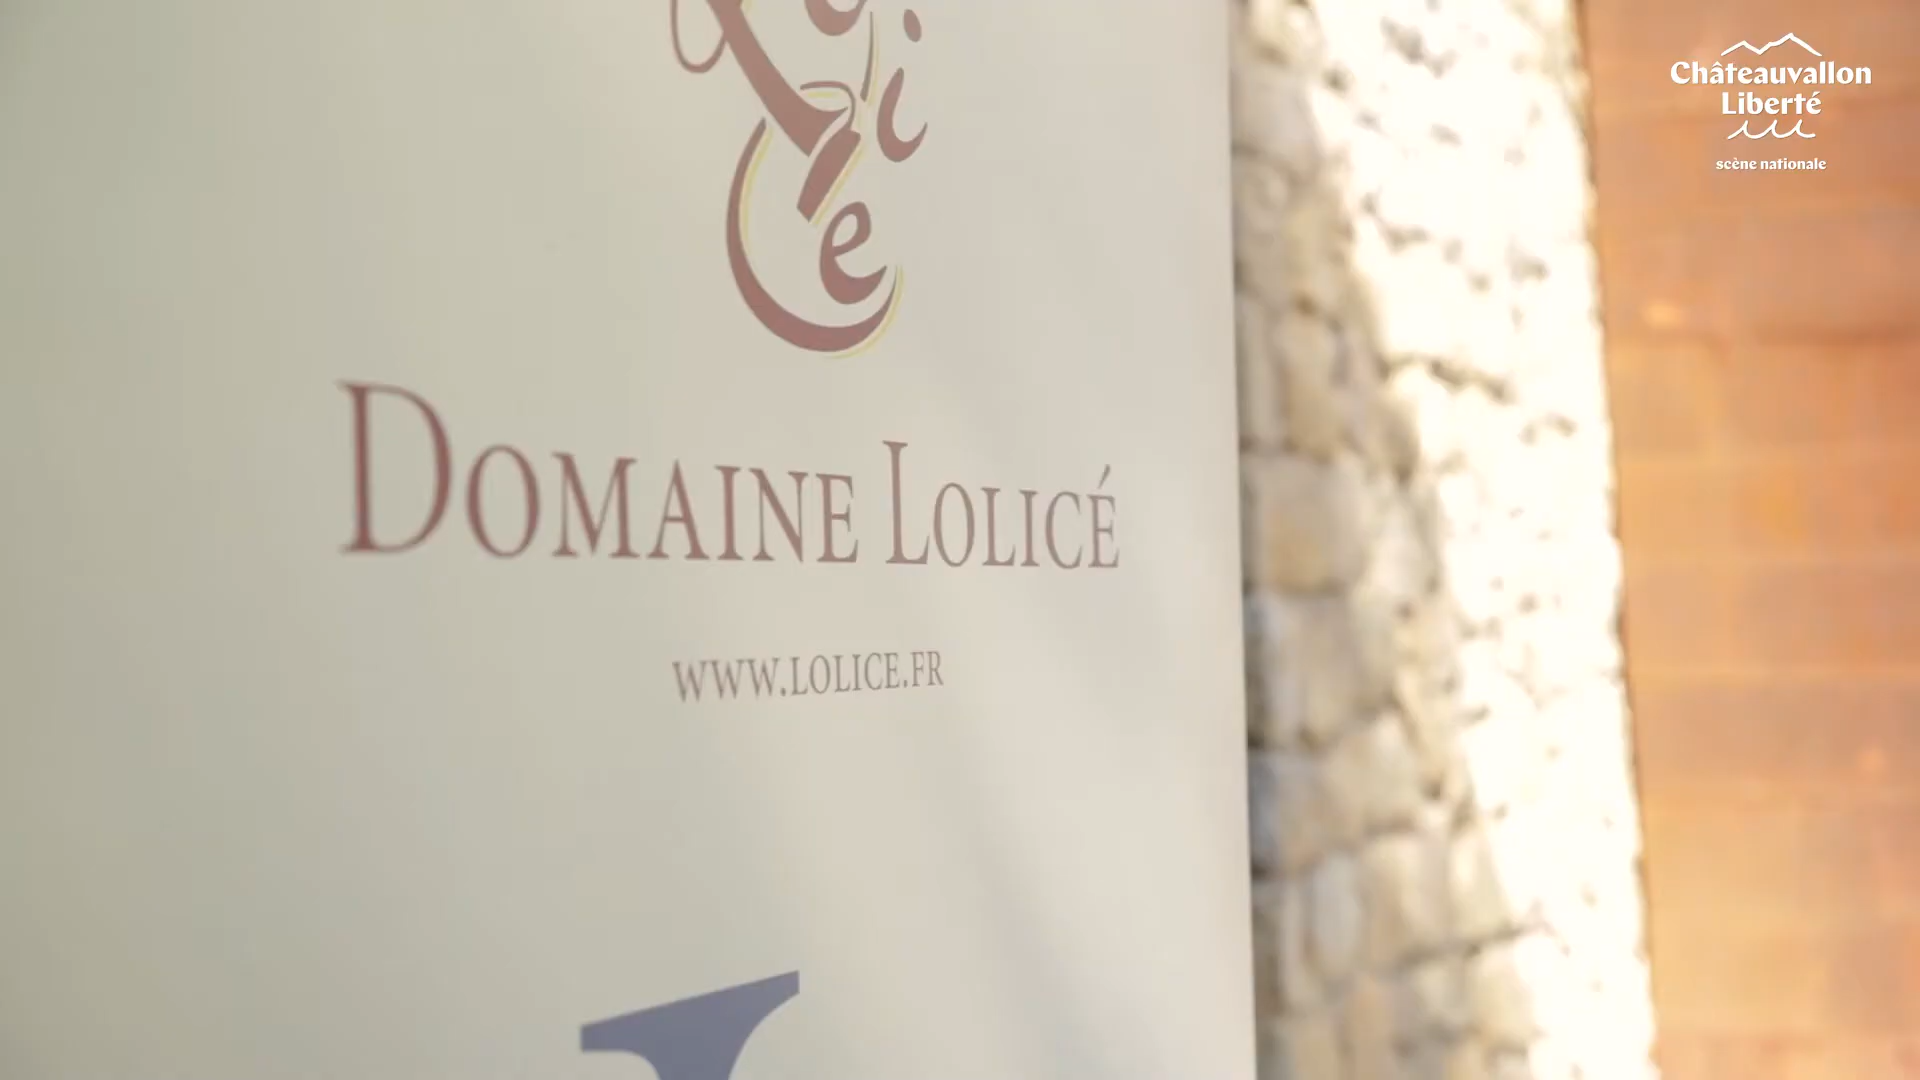 Châteauvallon
Liberté
scène nationale
DOMAINE LOLICÉ
WWW.LOLICE.FR